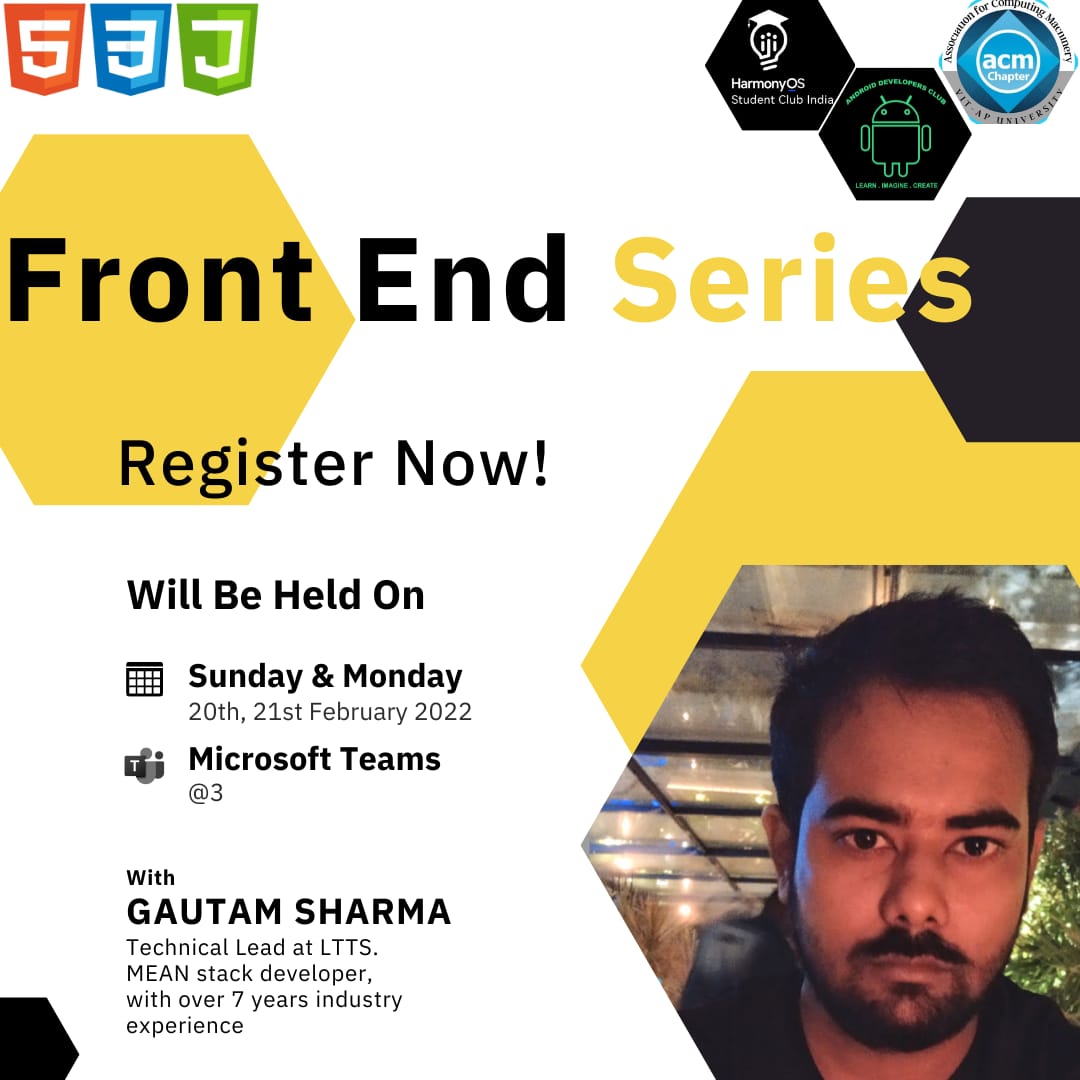 HarmonyOS
Student Club India
ANDROID DEVELOPERS CLUB
LEARN . IMAGINE . CREATE
Association for Computing Machinery
acm
Chapter
VIT-AP UNIVERSITY
Front End Series
Register Now!
Will Be Held On
Sunday & Monday
20th, 21st February 2022
T
Microsoft Teams
@3
With
GAUTAM SHARMA
Technical Lead at LTTS.
MEAN stack developer,
with over 7 years industry
experience